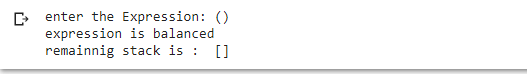 enter the Expression: ()
expression is balanced
remainnig stack is :  []